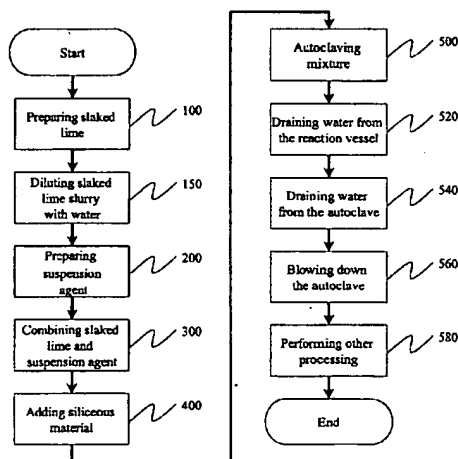 Start
Preparing slaked
lime
100
Diluting slaked
lime slurry
with water
150
Preparing
suspension
agent
200
Combining slaked
lime and
suspension agent
300
Adding siliceous
material
400
Autoclaving
mixture
500
Draining water from
the reaction vessel
520
Draining water
from the autoclave
540
Blowing down
the autoclave
560
Performing other
processing
580
End